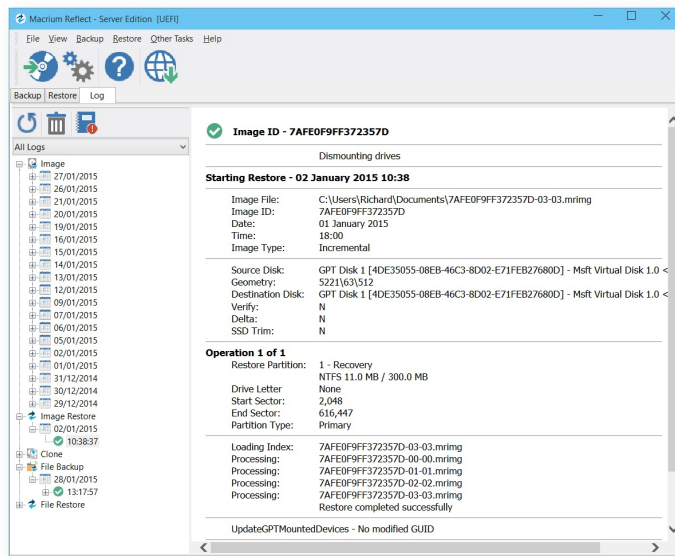 Macrium Reflect - Server Edition [UEFI]
File View Backup Restore Other Tasks Help
Backup Restore Log
All Logs
Image
27/01/2015
26/01/2015
21/01/2015
20/01/2015
19/01/2015
16/01/2015
15/01/2015
14/01/2015
13/01/2015
12/01/2015
09/01/2015
07/01/2015
06/01/2015
05/01/2015
02/01/2015
01/01/2015
31/12/2014
30/12/2014
29/12/2014
Image Restore
02/01/2015
10:38:37
Clone
File Backup
28/01/2015
13:17:57
File Restore
Image ID - 7AFE0F9FF372357D
Dismounting drives
Starting Restore - 02 January 2015 10:38
Image File: C:\Users\Richard\Documents\7AFE0F9FF372357D-03-03.mrimg
Image ID: 7AFE0F9FF372357D
Date: 01 January 2015
Time: 18:00
Image Type: Incremental
Source Disk: GPT Disk 1 [4DE35055-08EB-46C3-8D02-E71FEB27680D] - Msft Virtual Disk 1.0 <
Geometry: 5221\63\512
Destination Disk: GPT Disk 1 [4DE35055-08EB-46C3-8D02-E71FEB27680D] - Msft Virtual Disk 1.0 <
Verify: N
Delta: N
SSD Trim: N
Operation 1 of 1
Restore Partition: 1 - Recovery
NTFS 11.0 MB / 300.0 MB
Drive Letter None
Start Sector: 2,048
End Sector: 616,447
Partition Type: Primary
Loading Index: 7AFE0F9FF372357D-03-03.mrimg
Processing: 7AFE0F9FF372357D-00-00.mrimg
Processing: 7AFE0F9FF372357D-01-01.mrimg
Processing: 7AFE0F9FF372357D-02-02.mrimg
Processing: 7AFE0F9FF372357D-03-03.mrimg
Restore completed successfully
UpdateGPTMountedDevices - No modified GUID